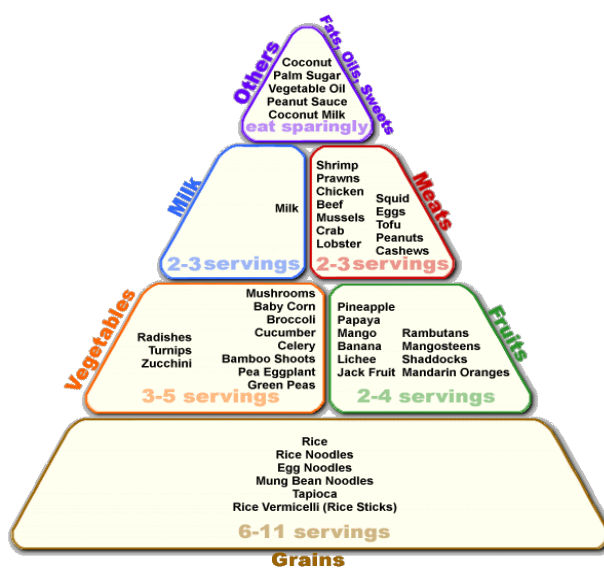 Others
Fats, Oils, Sweets
Coconut
Palm Sugar
Vegetable Oil
Peanut Sauce
Coconut Milk
eat sparingly
Milk
Milk
2-3 servings
Meats
Shrimp
Prawns
Chicken
Beef
Mussels
Crab
Lobster
Squid
Eggs
Tofu
Peanuts
Cashews
2-3 servings
Vegetables
Radishes
Turnips
Zucchini
Mushrooms
Baby Corn
Broccoli
Cucumber
Celery
Bamboo Shoots
Pea Eggplant
Green Peas
3-5 servings
Fruits
Pineapple
Papaya
Mango
Banana
Lichee
Jack Fruit
Rambutans
Mangosteens
Shaddocks
Mandarin Oranges
2-4 servings
Rice
Rice Noodles
Egg Noodles
Mung Bean Noodles
Tapioca
Rice Vermicelli (Rice Sticks)
6-11 servings
Grains